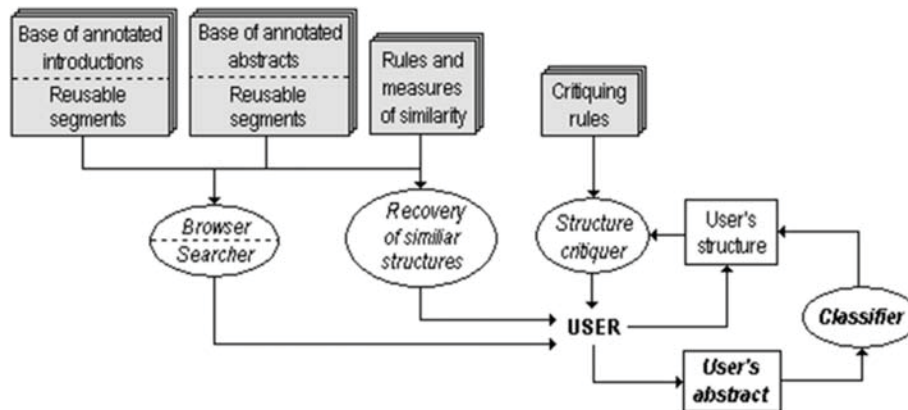 Base of annotated
introductions
Reusable
segments
Base of annotated
abstracts
Reusable
segments
Rules and
measures
of similarity
Critiquing
rules
Browser
Searcher
Recovery
of similiar
structures
Structure
critiquer
User's
structure
Classifier
USER
User's
abstract